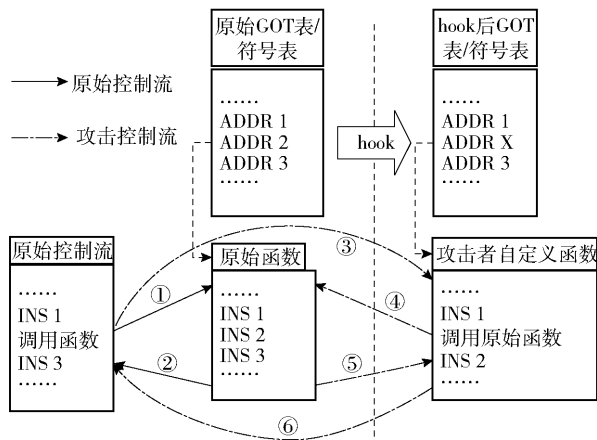 原始GOT表/
符号表
hook后GOT
表/符号表
原始控制流
攻击控制流
……
ADDR 1
ADDR 2
ADDR 3
……
hook
……
ADDR 1
ADDR X
ADDR 3
……
原始控制流
……
INS 1
调用函数
INS 3
……
①
②
③
原始函数
……
INS 1
INS 2
INS 3
……
④
⑤
⑥
攻击者自定义函数
……
INS 1
调用原始函数
INS 2
……